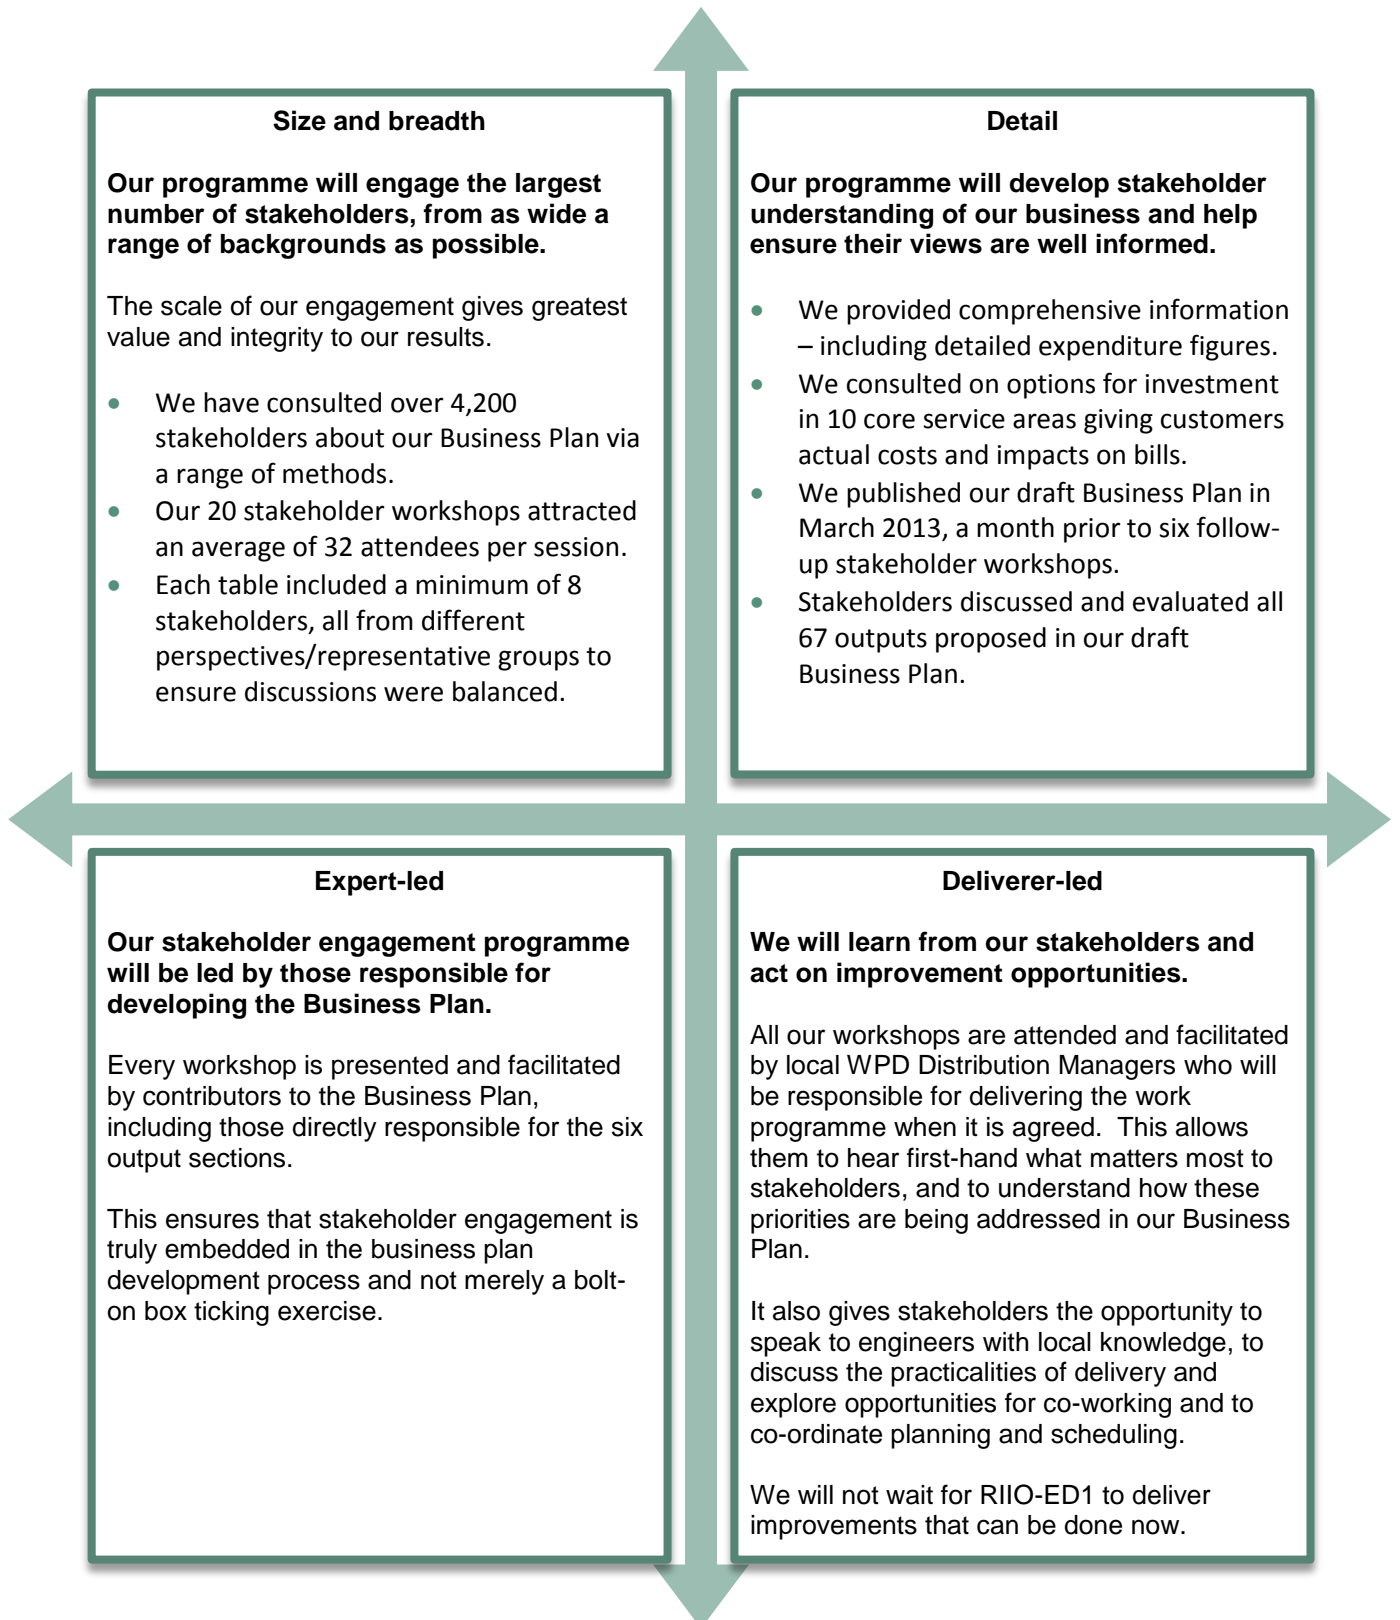 Size and breadth
Our programme will engage the largest
number of stakeholders, from as wide a
range of backgrounds as possible.
The scale of our engagement gives greatest
value and integrity to our results.
• We have consulted over 4,200
stakeholders about our Business Plan via
a range of methods.
• Our 20 stakeholder workshops attracted
an average of 32 attendees per session.
• Each table included a minimum of 8
stakeholders, all from different
perspectives/representative groups to
ensure discussions were balanced.
Detail
Our programme will develop stakeholder
understanding of our business and help
ensure their views are well informed.
• We provided comprehensive information
– including detailed expenditure figures.
• We consulted on options for investment
in 10 core service areas giving customers
actual costs and impacts on bills.
• We published our draft Business Plan in
March 2013, a month prior to six follow-
up stakeholder workshops.
• Stakeholders discussed and evaluated all
67 outputs proposed in our draft
Business Plan.
Expert-led
Our stakeholder engagement programme
will be led by those responsible for
developing the Business Plan.
Every workshop is presented and facilitated
by contributors to the Business Plan,
including those directly responsible for the six
output sections.
This ensures that stakeholder engagement is
truly embedded in the business plan
development process and not merely a bolt-
on box ticking exercise.
Deliverer-led
We will learn from our stakeholders and
act on improvement opportunities.
All our workshops are attended and facilitated
by local WPD Distribution Managers who will
be responsible for delivering the work
programme when it is agreed.  This allows
them to hear first-hand what matters most to
stakeholders, and to understand how these
priorities are being addressed in our Business
Plan.
It also gives stakeholders the opportunity to
speak to engineers with local knowledge, to
discuss the practicalities of delivery and
explore opportunities for co-working and to
co-ordinate planning and scheduling.
We will not wait for RIIO-ED1 to deliver
improvements that can be done now.